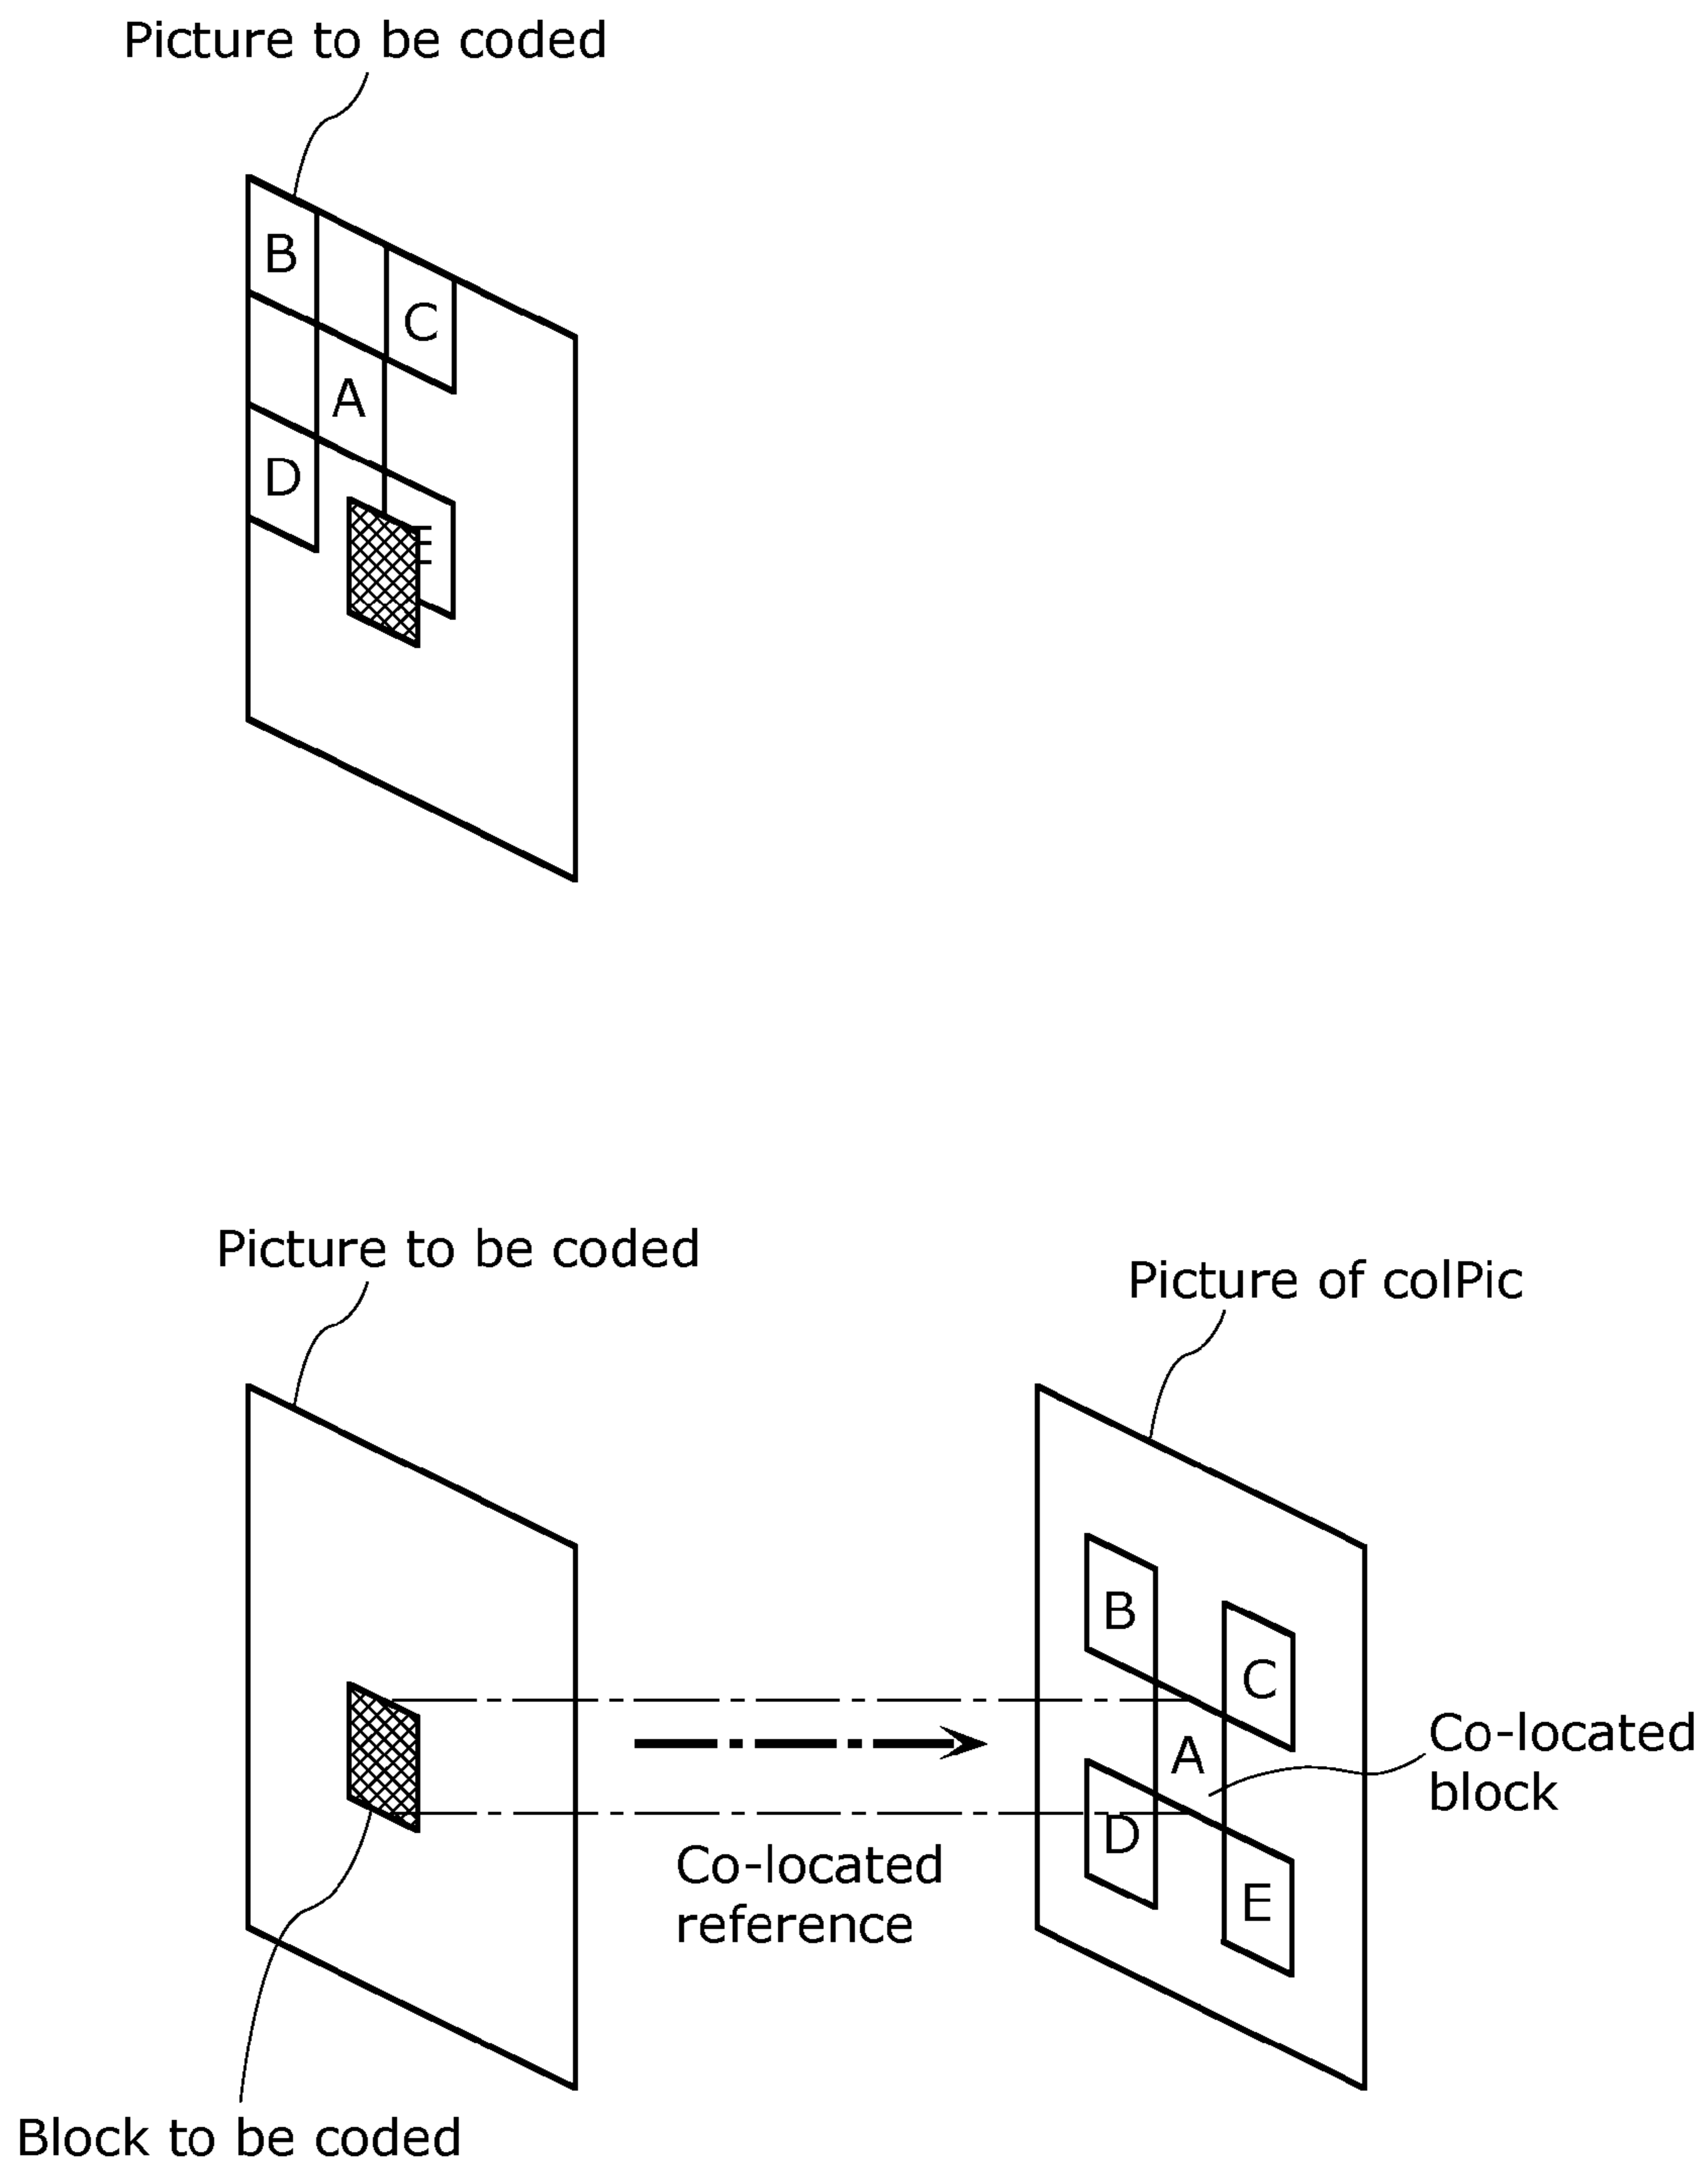 Picture to be coded
B
C
A
D
E
Picture to be coded
Picture of colPic
B
C
A
Co-located
block
D
Co-located
reference
E
Block to be coded